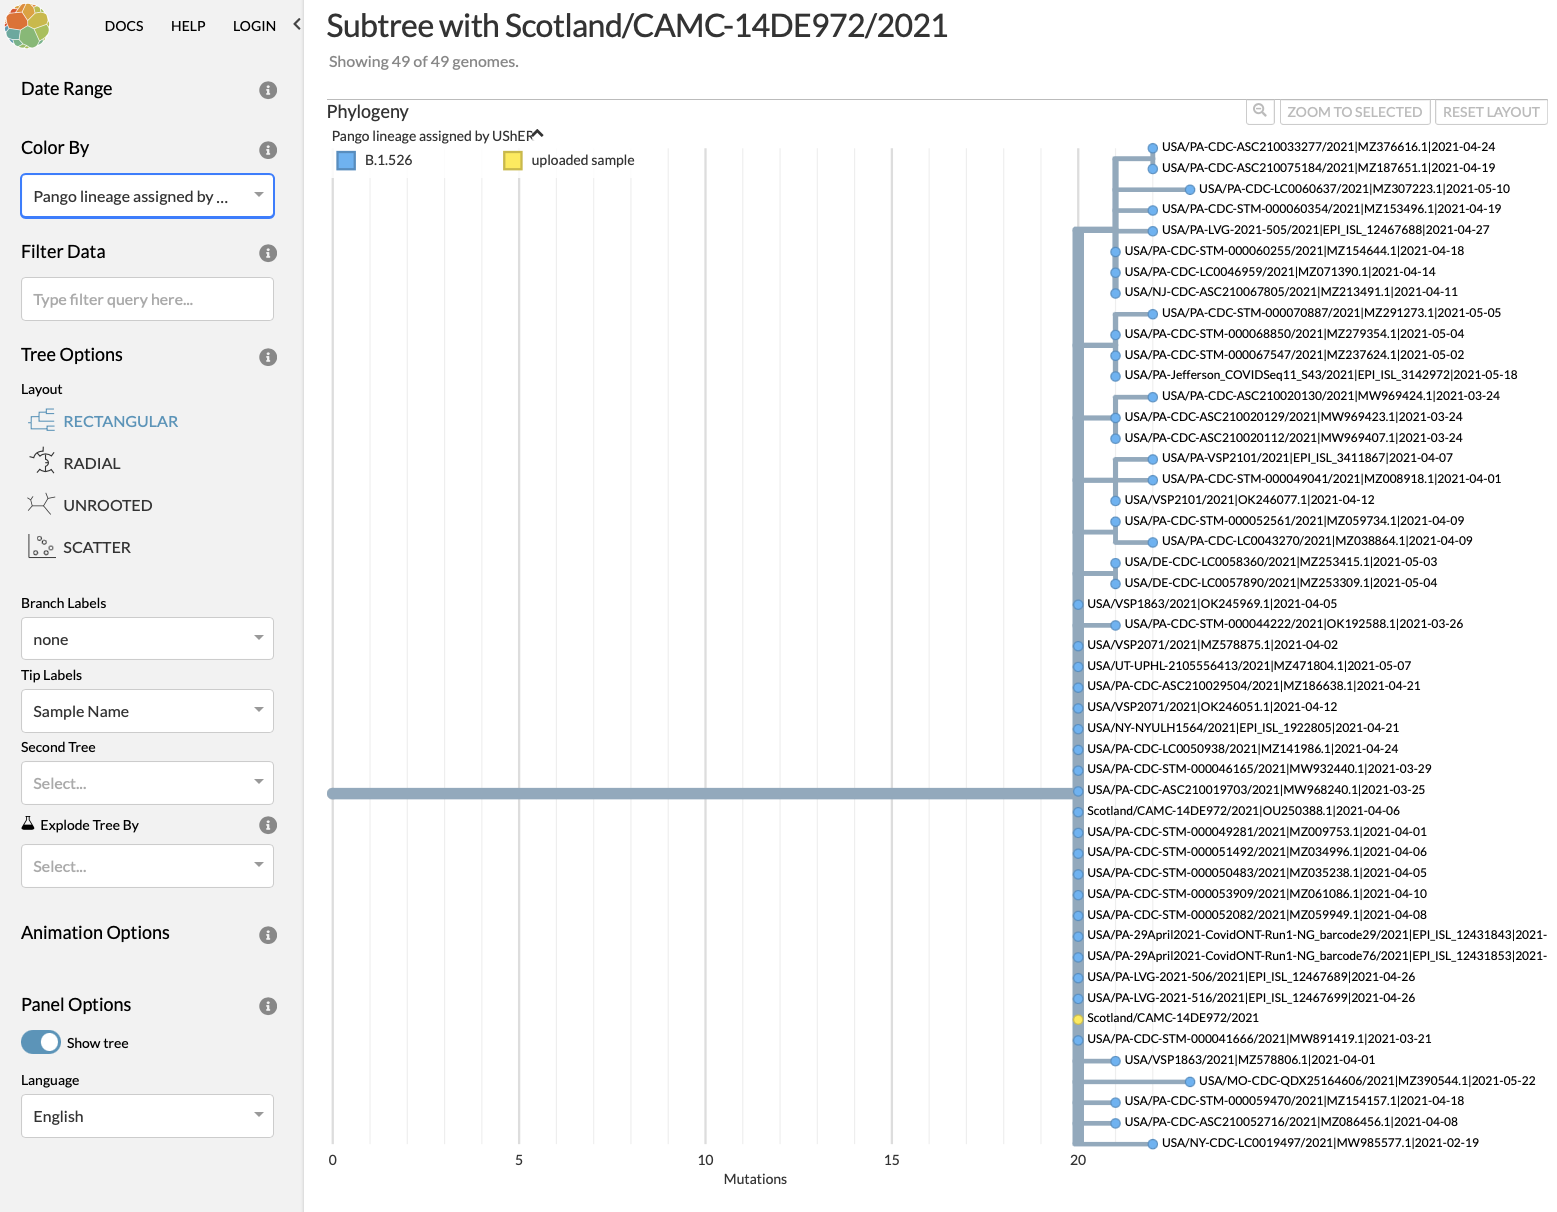 DOCS HELP LOGIN
Date Range
Color By
Pango lineage assigned by ...
Filter Data
Type filter query here...
Tree Options
Layout
RECTANGULAR
RADIAL
UNROOTED
SCATTER
Branch Labels
none
Tip Labels
Sample Name
Second Tree
Select...
Explode Tree By
Select...
Animation Options
Panel Options
Show tree
Language
English
Subtree with Scotland/CAMC-14DE972/2021
Showing 49 of 49 genomes.
Phylogeny
ZOOM TO SELECTED
RESET LAYOUT
Pango lineage assigned by UShER
B.1.526
uploaded sample
USA/PA-CDC-ASC210033277/2021|MZ376616.1|2021-04-24
USA/PA-CDC-ASC210075184/2021|MZ187651.1|2021-04-19
USA/PA-CDC-LC0060637/2021|MZ307223.1|2021-05-10
USA/PA-CDC-STM-000060354/2021|MZ153496.1|2021-04-19
USA/PA-LVG-2021-505/2021|EPI_ISL_12467688|2021-04-27
USA/PA-CDC-STM-000060255/2021|MZ154644.1|2021-04-18
USA/PA-CDC-LC0046959/2021|MZ071390.1|2021-04-14
USA/NJ-CDC-ASC210067805/2021|MZ213491.1|2021-04-11
USA/PA-CDC-STM-000070887/2021|MZ291273.1|2021-05-05
USA/PA-CDC-STM-000068850/2021|MZ279354.1|2021-05-04
USA/PA-CDC-STM-000067547/2021|MZ237624.1|2021-05-02
USA/PA-Jefferson_COVIDSeq11_S43/2021|EPI_ISL_3142972|2021-05-18
USA/PA-CDC-ASC210020130/2021|MW969424.1|2021-03-24
USA/PA-CDC-ASC210020129/2021|MW969423.1|2021-03-24
USA/PA-CDC-ASC210020112/2021|MW969407.1|2021-03-24
USA/PA-VSP2101/2021|EPI_ISL_3411867|2021-04-07
USA/PA-CDC-STM-000049041/2021|MZ008918.1|2021-04-01
USA/VSP2101/2021|OK246077.1|2021-04-12
USA/PA-CDC-STM-000052561/2021|MZ059734.1|2021-04-09
USA/PA-CDC-LC0043270/2021|MZ038864.1|2021-04-09
USA/DE-CDC-LC0058360/2021|MZ253415.1|2021-05-03
USA/DE-CDC-LC0057890/2021|MZ253309.1|2021-05-04
USA/VSP1863/2021|OK245969.1|2021-04-05
USA/PA-CDC-STM-000044222/2021|OK192588.1|2021-03-26
USA/VSP2071/2021|MZ578875.1|2021-04-02
USA/UT-UPHL-2105556413/2021|MZ471804.1|2021-05-07
USA/PA-CDC-ASC210029504/2021|MZ186638.1|2021-04-21
USA/VSP2071/2021|OK246051.1|2021-04-12
USA/NY-NYULH1564/2021|EPI_ISL_1922805|2021-04-21
USA/PA-CDC-LC0050938/2021|MZ141986.1|2021-04-24
USA/PA-CDC-STM-000046165/2021|MW932440.1|2021-03-29
USA/PA-CDC-ASC210019703/2021|MW968240.1|2021-03-25
Scotland/CAMC-14DE972/2021|OU250388.1|2021-04-06
USA/PA-CDC-STM-000049281/2021|MZ009753.1|2021-04-01
USA/PA-CDC-STM-000051492/2021|MZ034996.1|2021-04-06
USA/PA-CDC-STM-000050483/2021|MZ035238.1|2021-04-05
USA/PA-CDC-STM-000053909/2021|MZ061086.1|2021-04-10
USA/PA-CDC-STM-000052082/2021|MZ059949.1|2021-04-08
USA/PA-29April2021-CovidONT-Run1-NG_barcode29/2021|EPI_ISL_12431843|2021-
USA/PA-29April2021-CovidONT-Run1-NG_barcode76/2021|EPI_ISL_12431853|2021-
USA/PA-LVG-2021-506/2021|EPI_ISL_12467689|2021-04-26
USA/PA-LVG-2021-516/2021|EPI_ISL_12467699|2021-04-26
Scotland/CAMC-14DE972/2021
USA/PA-CDC-STM-000041666/2021|MW891419.1|2021-03-21
USA/VSP1863/2021|MZ578806.1|2021-04-01
USA/MO-CDC-QDX25164606/2021|MZ390544.1|2021-05-22
USA/PA-CDC-STM-000059470/2021|MZ154157.1|2021-04-18
USA/PA-CDC-ASC210052716/2021|MZ086456.1|2021-04-08
USA/NY-CDC-LC0019497/2021|MW985577.1|2021-02-19
0 5 10 15 20
Mutations